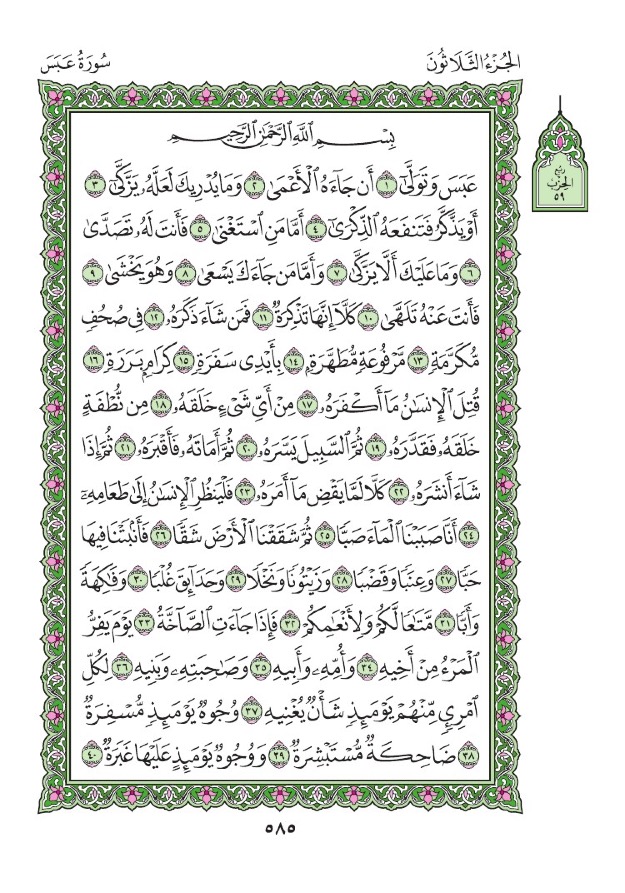 الجُزْءُ الثَّلَاثُونَ
سُورَةُ عَبَسَ
رُبْع
الحِزْب
٥٩
بِسْمِ ٱللَّهِ ٱلرَّحْمَٰنِ ٱلرَّحِيمِ
عَبَسَ وَتَوَلَّىٰٓ ١ أَن جَآءَهُ ٱلْأَعْمَىٰ ٢ وَمَا يُدْرِيكَ لَعَلَّهُۥ يَزَّكَّىٰٓ ٣
أَوْ يَذَّكَّرُ فَتَنفَعَهُ ٱلذِّكْرَىٰٓ ٤ أَمَّا مَنِ ٱسْتَغْنَىٰ ٥ فَأَنتَ لَهُۥ تَصَدَّىٰ
٦ وَمَا عَلَيْكَ أَلَّا يَزَّكَّىٰ ٧ وَأَمَّا مَن جَآءَكَ يَسْعَىٰ ٨ وَهُوَ يَخْشَىٰ ٩
فَأَنتَ عَنْهُ تَلَهَّىٰ ١٠ كَلَّآ إِنَّهَا تَذْكِرَةٌ ١١ فَمَن شَآءَ ذَكَرَهُۥ ١٢ فِى صُحُفٍ
مُّكَرَّمَةٍ ١٣ مَّرْفُوعَةٍ مُّطَهَّرَةٍۭ ١٤ بِأَيْدِى سَفَرَةٍ ١٥ كِرَامٍۭ بَرَرَةٍ ١٦
قُتِلَ ٱلْإِنسَٰنُ مَآ أَكْفَرَهُۥ ١٧ مِنْ أَىِّ شَىْءٍ خَلَقَهُۥ ١٨ مِن نُّطْفَةٍ
خَلَقَهُۥ فَقَدَّرَهُۥ ١٩ ثُمَّ ٱلسَّبِيلَ يَسَّرَهُۥ ٢٠ ثُمَّ أَمَاتَهُۥ فَأَقْبَرَهُۥ ٢١ ثُمَّ إِذَا
شَآءَ أَنشَرَهُۥ ٢٢ كَلَّا لَمَّا يَقْضِ مَآ أَمَرَهُۥ ٢٣ فَلْيَنظُرِ ٱلْإِنسَٰنُ إِلَىٰ طَعَامِهِۦٓ
٢٤ أَنَّا صَبَبْنَا ٱلْمَآءَ صَبًّا ٢٥ ثُمَّ شَقَقْنَا ٱلْأَرْضَ شَقًّا ٢٦ فَأَنۢبَتْنَا فِيهَا
حَبًّا ٢٧ وَعِنَبًا وَقَضْبًا ٢٨ وَزَيْتُونًا وَنَخْلًا ٢٩ وَحَدَآئِقَ غُلْبًا ٣٠ وَفَٰكِهَةً
وَأَبًّا ٣١ مَّتَٰعًا لَّكُمْ وَلِأَنْعَٰمِكُمْ ٣٢ فَإِذَا جَآءَتِ ٱلصَّآخَّةُ ٣٣ يَوْمَ يَفِرُّ
ٱلْمَرْءُ مِنْ أَخِيهِ ٣٤ وَأُمِّهِۦ وَأَبِيهِ ٣٥ وَصَٰحِبَتِهِۦ وَبَنِيهِ ٣٦ لِكُلِّ
ٱمْرِئٍ مِّنْهُمْ يَوْمَئِذٍ شَأْنٌ يُغْنِيهِ ٣٧ وُجُوهٌ يَوْمَئِذٍ مُّسْفِرَةٌ
٣٨ ضَاحِكَةٌ مُّسْتَبْشِرَةٌ ٣٩ وَوُجُوهٌ يَوْمَئِذٍ عَلَيْهَا غَبَرَةٌ ٤٠
٥٨٥